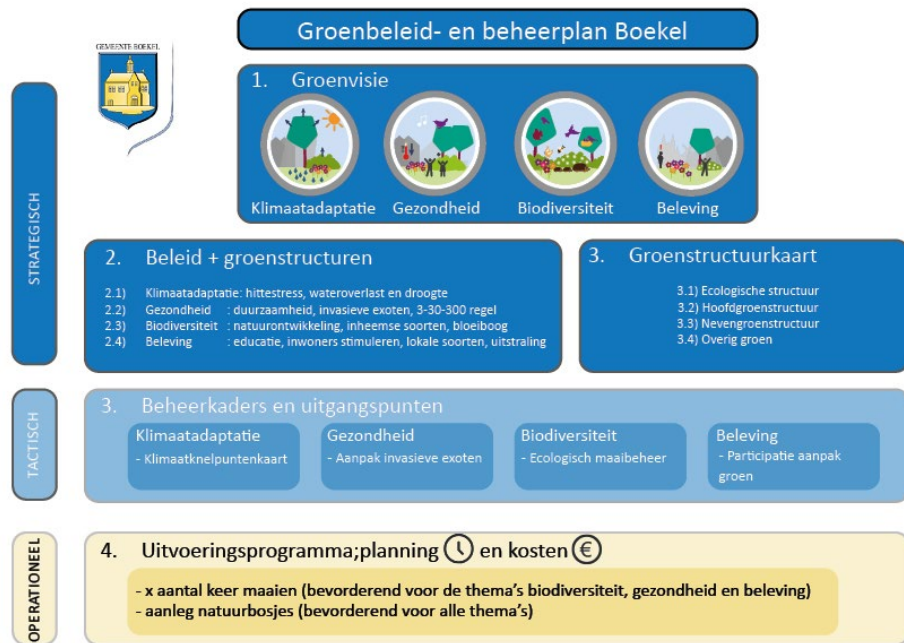 Groenbeleid- en beheerplan Boekel
GEMEENTE BOEKEL
STRATEGISCH
1. Groenvisie
Klimaatadaptatie Gezondheid Biodiversiteit Beleving
2. Beleid + groenstructuren
2.1) Klimaatadaptatie: hittestress, wateroverlast en droogte
2.2) Gezondheid : duurzaamheid, invasieve exoten, 3-30-300 regel
2.3) Biodiversiteit : natuurontwikkeling, inheemse soorten, bloeiboog
2.4) Beleving : educatie, inwoners stimuleren, lokale soorten, uitstraling
3. Groenstructuurkaart
3.1) Ecologische structuur
3.2) Hoofdgroenstructuur
3.3) Nevengroenstructuur
3.4) Overig groen
TACTISCH
3. Beheerkaders en uitgangspunten
Klimaatadaptatie
- Klimaatknelpuntenkaart
Gezondheid
- Aanpak invasieve exoten
Biodiversiteit
- Ecologisch maaibeheer
Beleving
- Participatie aanpak
groen
OPERATIONEEL
4. Uitvoeringsprogramma;planning en kosten €
- x aantal keer maaien (bevorderend voor de thema's biodiversiteit, gezondheid en beleving)
- aanleg natuurbosjes (bevorderend voor alle thema's)